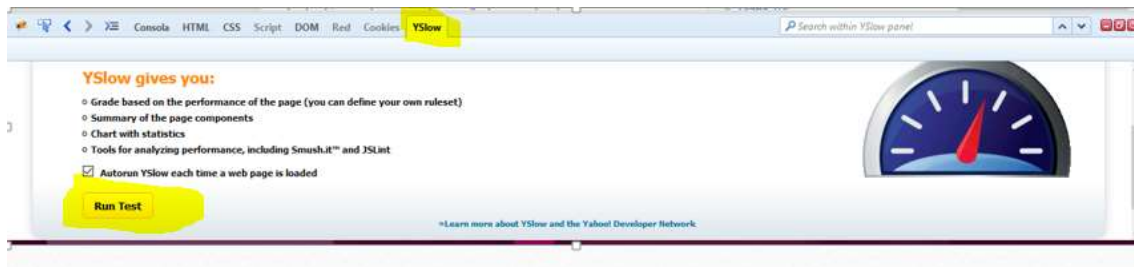 Consola HTML CSS Script DOM Red Cookies YSlow Search within YSlow panel
YSlow gives you:
Grade based on the performance of the page (you can define your own ruleset)
Summary of the page components
Chart with statistics
Tools for analyzing performance, including Smush.it™ and JSLint
Autorun YSlow each time a web page is loaded
Run Test
»Learn more about YSlow and the Yahoo! Developer Network